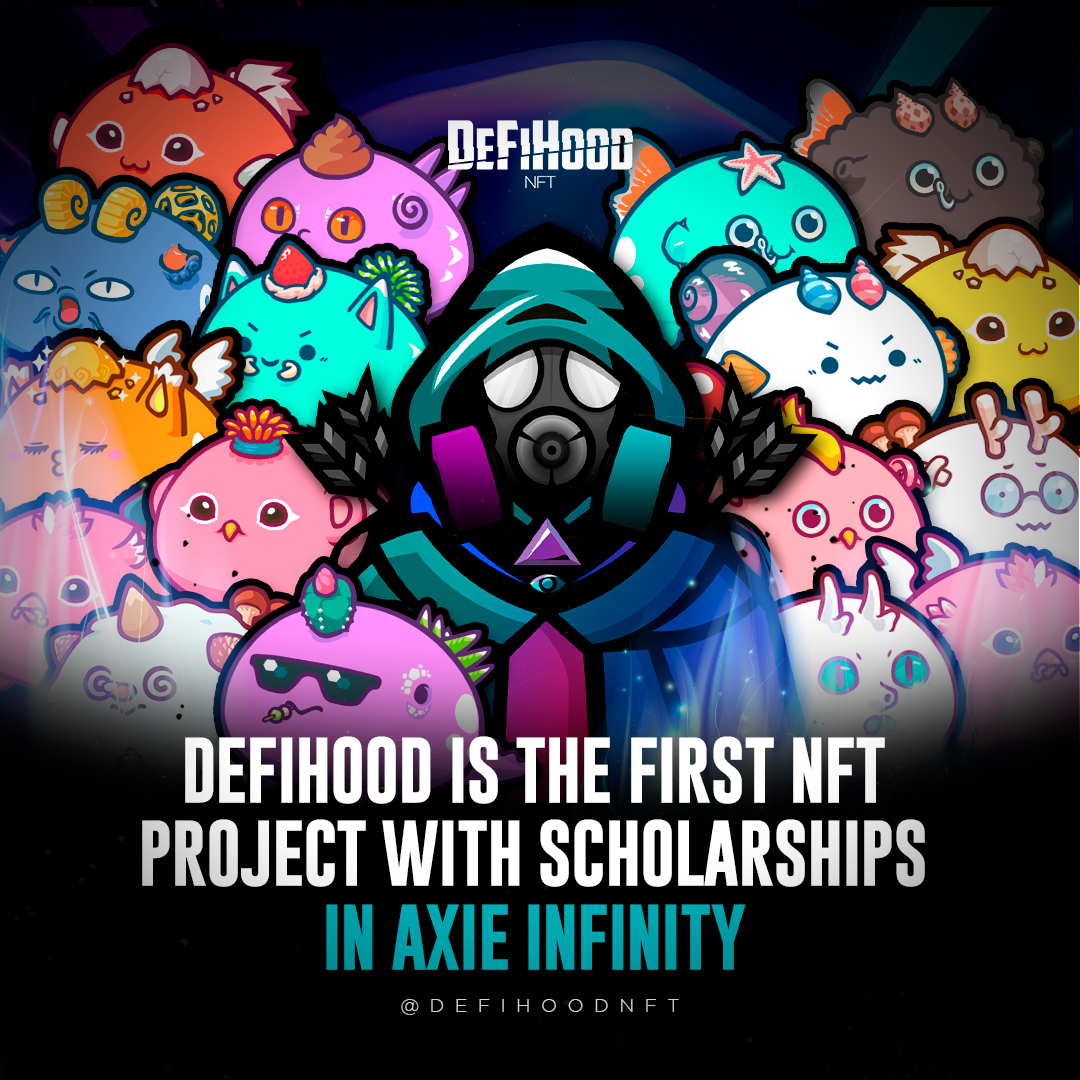 DEFIHOOD
NFT
DEFIHOOD IS THE FIRST NFT
PROJECT WITH SCHOLARSHIPS
IN AXIE INFINITY
@DEFIHOODNFT